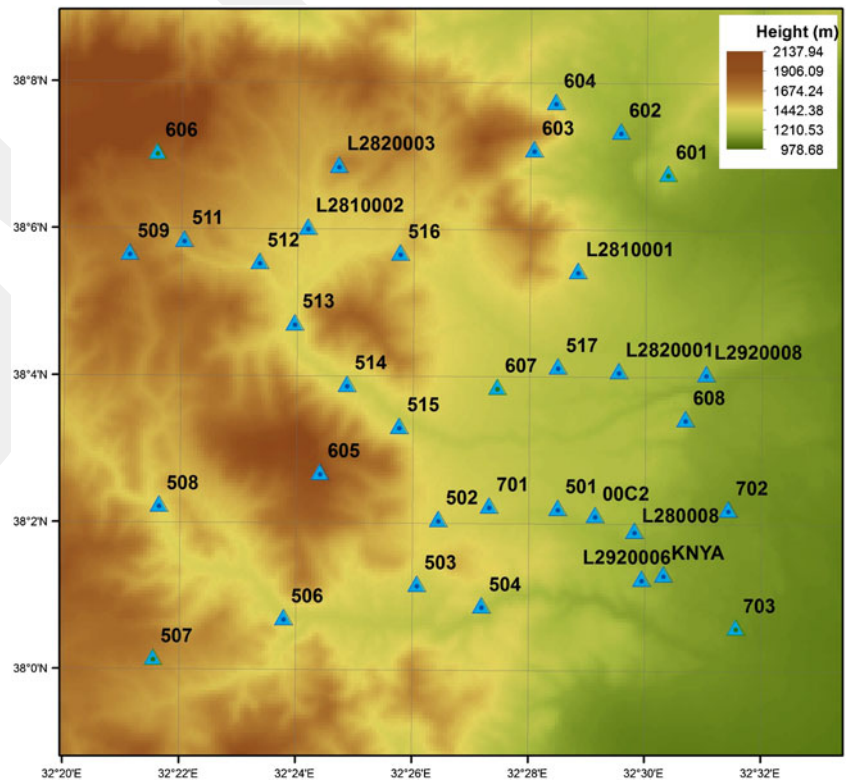 Height (m)
2137.94
1906.09
1674.24
1442.38
1210.53
978.68
38°8'N
604
602
603
606
L2820003
601
L2810002
38°6'N
511
509
512
516
L2810001
513
38°4'N
517
L2820001 L2920008
514
607
608
515
605
508
701
501
00C2
702
502
38°2'N
L280008
L2920006 KNYA
503
504
506
703
507
38°0'N
32°20'E
32°22'E
32°24'E
32°26'E
32°28'E
32°30'E
32°32'E